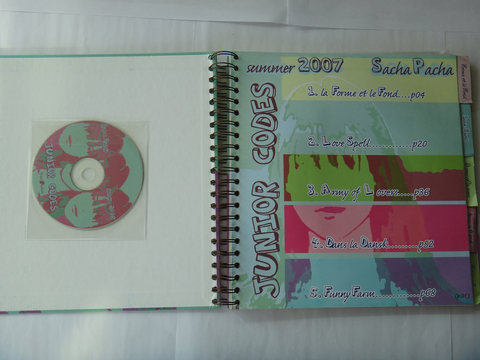 summer 2007 Sacha Pacha
JUNIOR CODES
1. la Forme et le Fond....p04
2. Love Spell............p20
3. Army of Lovers....p36
4. Dans la Dansk.....p52
5. Funny Farm............p68
JUNIOR CODES